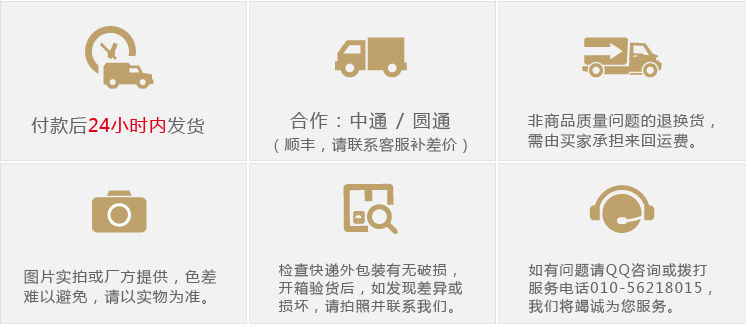 付款后24小时内发货
合作：中通 / 圆通
（顺丰，请联系客服补差价）
非商品质量问题的退换货，
需由买家承担来回运费。
图片实拍或厂方提供，色差
难以避免，请以实物为准。
检查快递外包装有无破损，
开箱验货后，如发现差异或
损坏，请拍照并联系我们。
如有问题请QQ咨询或拨打
服务电话010-56218015，
我们将竭诚为您服务。